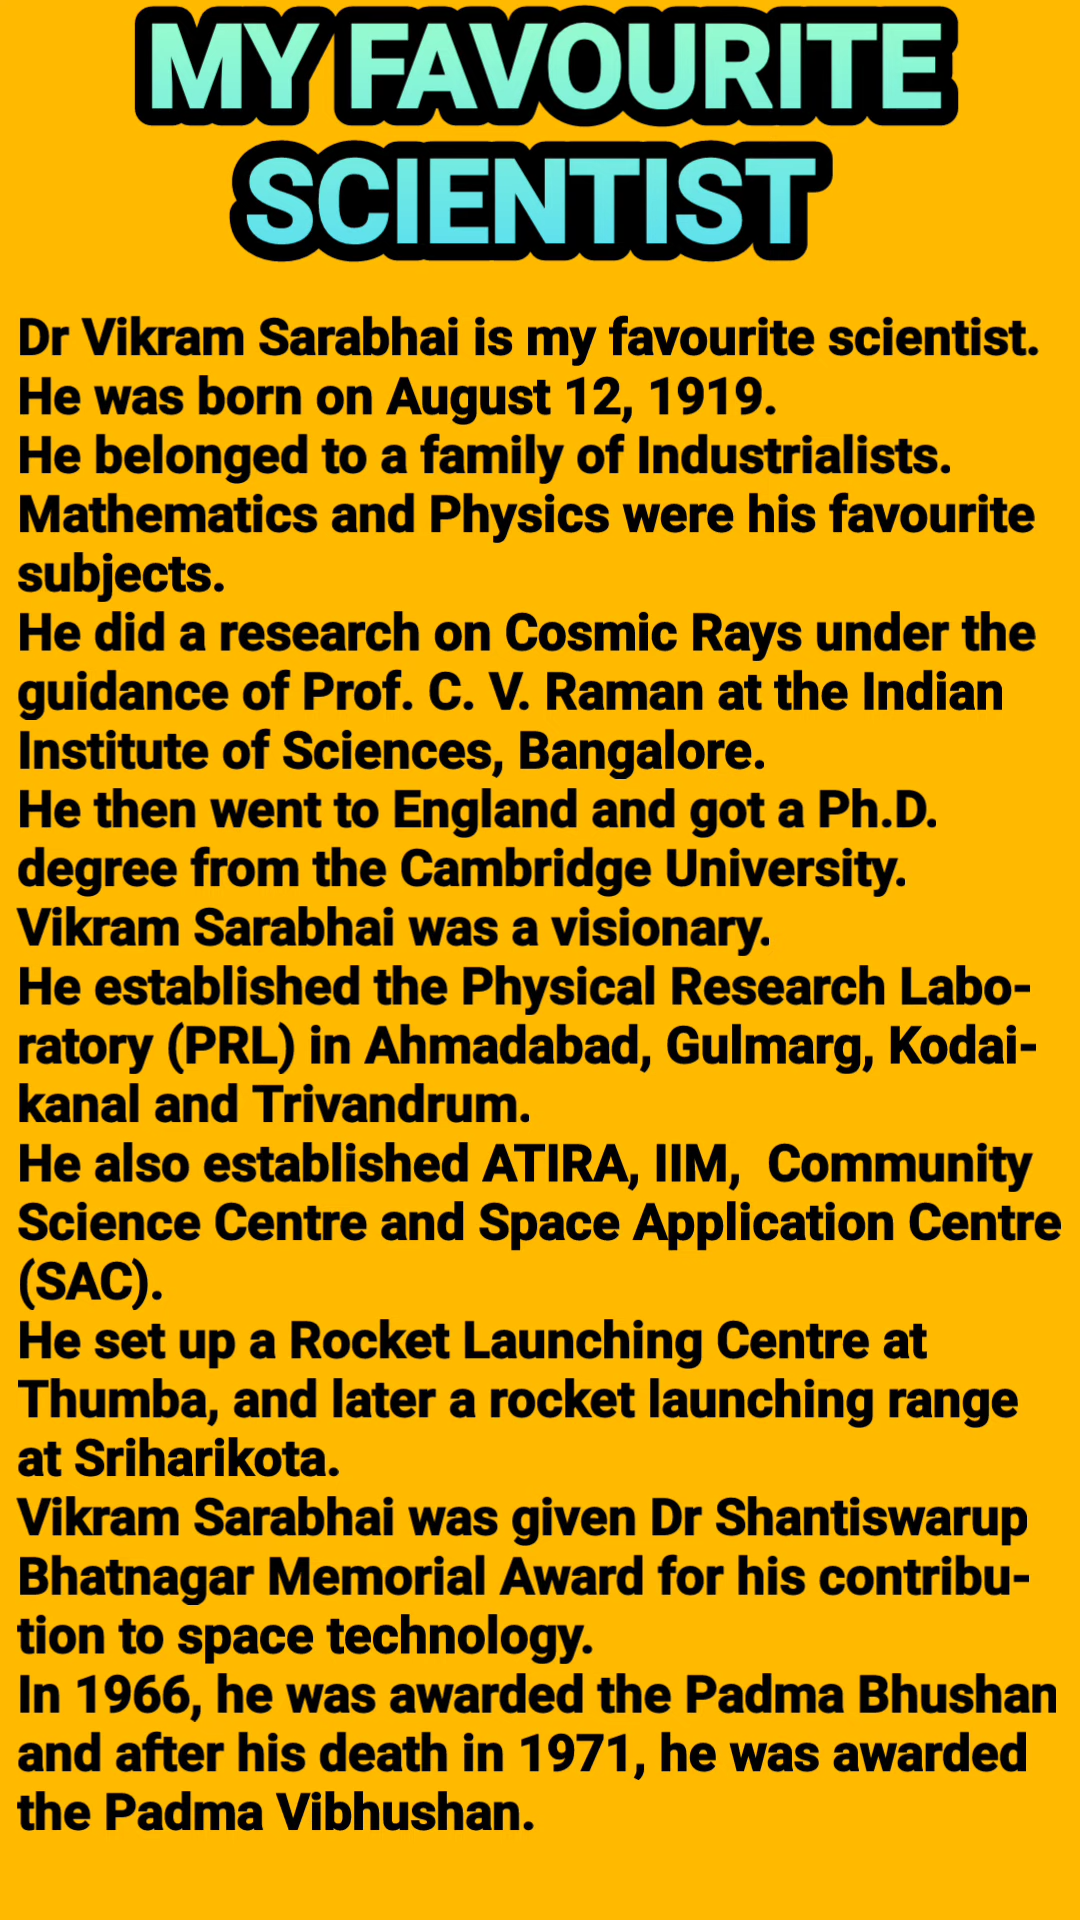 MY FAVOURITE
SCIENTIST
Dr Vikram Sarabhai is my favourite scientist.
He was born on August 12, 1919.
He belonged to a family of Industrialists.
Mathematics and Physics were his favourite
subjects.
He did a research on Cosmic Rays under the
guidance of Prof. C. V. Raman at the Indian
Institute of Sciences, Bangalore.
He then went to England and got a Ph.D.
degree from the Cambridge University.
Vikram Sarabhai was a visionary.
He established the Physical Research Labo-
ratory (PRL) in Ahmadabad, Gulmarg, Kodai-
kanal and Trivandrum.
He also established ATIRA, IIM,  Community
Science Centre and Space Application Centre
(SAC).
He set up a Rocket Launching Centre at
Thumba, and later a rocket launching range
at Sriharikota.
Vikram Sarabhai was given Dr Shantiswarup
Bhatnagar Memorial Award for his contribu-
tion to space technology.
In 1966, he was awarded the Padma Bhushan
and after his death in 1971, he was awarded
the Padma Vibhushan.